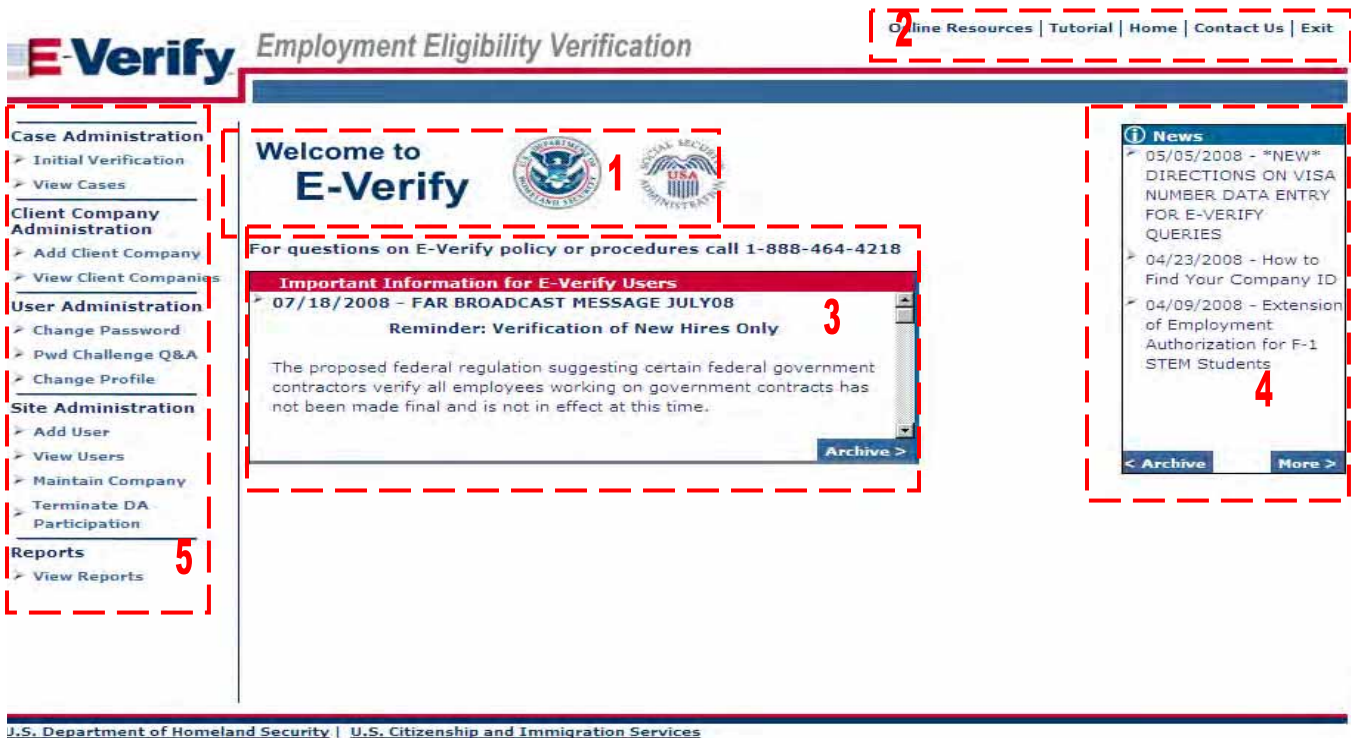 E-Verify
Employment Eligibility Verification
2
Online Resources | Tutorial | Home | Contact Us | Exit
Case Administration
Initial Verification
View Cases
Client Company
Administration
Add Client Company
View Client Companies
User Administration
Change Password
Pwd Challenge Q&A
Change Profile
Site Administration
Add User
View Users
Maintain Company
Terminate DA
Participation
Reports
View Reports
5
Welcome to
E-Verify
U.S. DEPARTMENT OF HOMELAND SECURITY
1
SOCIAL SECURITY ADMINISTRATION
USA
For questions on E-Verify policy or procedures call 1-888-464-4218
Important Information for E-Verify Users
07/18/2008 - FAR BROADCAST MESSAGE JULY08
Reminder: Verification of New Hires Only
3
The proposed federal regulation suggesting certain federal government
contractors verify all employees working on government contracts has
not been made final and is not in effect at this time.
Archive >
News
05/05/2008 - *NEW*
DIRECTIONS ON VISA
NUMBER DATA ENTRY
FOR E-VERIFY
QUERIES
04/23/2008 - How to
Find Your Company ID
04/09/2008 - Extension
of Employment
Authorization for F-1
STEM Students
4
< Archive
More >
U.S. Department of Homeland Security | U.S. Citizenship and Immigration Services